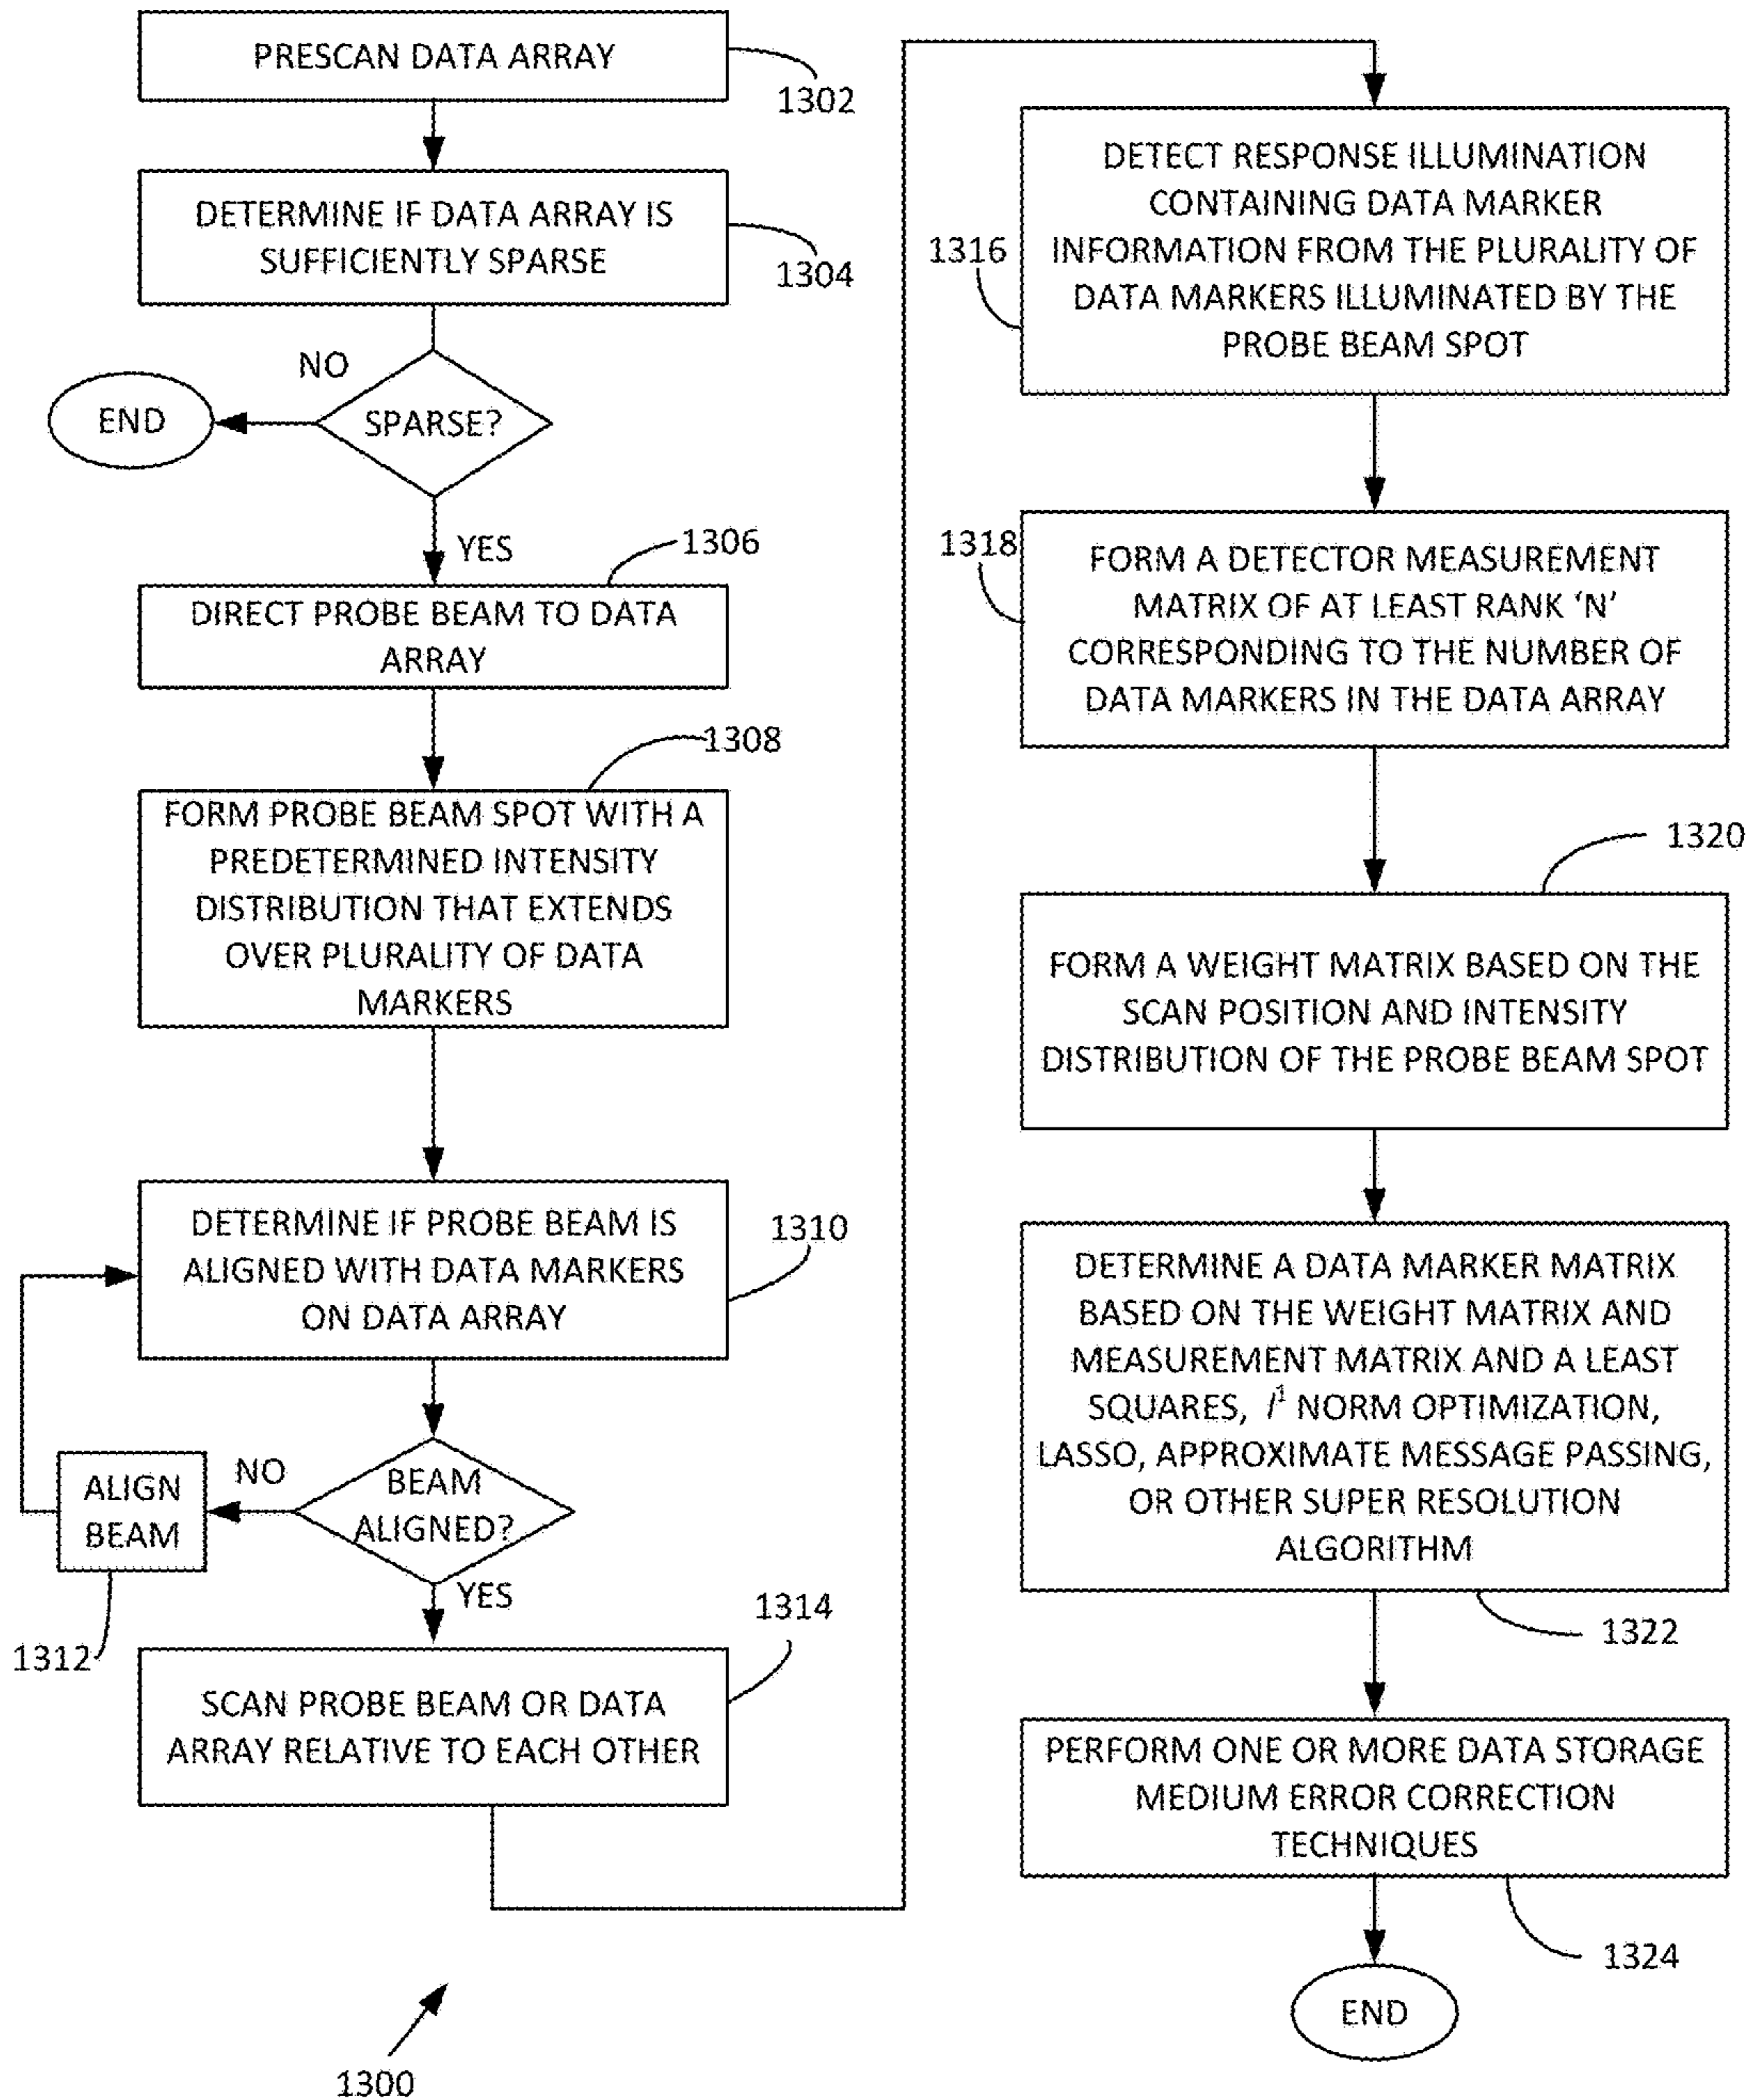 PRESCAN DATA ARRAY
1302
DETERMINE IF DATA ARRAY IS
SUFFICIENTLY SPARSE
1304
NO
SPARSE?
END
YES
1306
DIRECT PROBE BEAM TO DATA
ARRAY
1308
FORM PROBE BEAM SPOT WITH A
PREDETERMINED INTENSITY
DISTRIBUTION THAT EXTENDS
OVER PLURALITY OF DATA
MARKERS
DETERMINE IF PROBE BEAM IS
ALIGNED WITH DATA MARKERS
ON DATA ARRAY
1310
BEAM
ALIGNED?
NO
ALIGN
BEAM
1312
YES
1314
SCAN PROBE BEAM OR DATA
ARRAY RELATIVE TO EACH OTHER
DETECT RESPONSE ILLUMINATION
CONTAINING DATA MARKER
INFORMATION FROM THE PLURALITY OF
DATA MARKERS ILLUMINATED BY THE
PROBE BEAM SPOT
1316
1318
FORM A DETECTOR MEASUREMENT
MATRIX OF AT LEAST RANK ‘N’
CORRESPONDING TO THE NUMBER OF
DATA MARKERS IN THE DATA ARRAY
1320
FORM A WEIGHT MATRIX BASED ON THE
SCAN POSITION AND INTENSITY
DISTRIBUTION OF THE PROBE BEAM SPOT
DETERMINE A DATA MARKER MATRIX
BASED ON THE WEIGHT MATRIX AND
MEASUREMENT MATRIX AND A LEAST
SQUARES, l¹ NORM OPTIMIZATION,
LASSO, APPROXIMATE MESSAGE PASSING,
OR OTHER SUPER RESOLUTION
ALGORITHM
1322
PERFORM ONE OR MORE DATA STORAGE
MEDIUM ERROR CORRECTION
TECHNIQUES
1324
END
1300